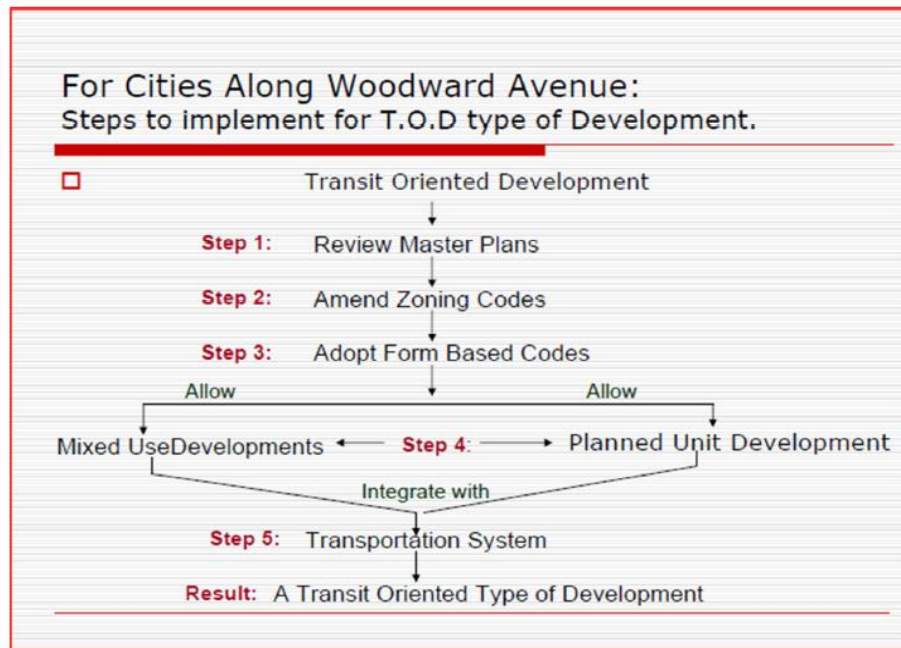 For Cities Along Woodward Avenue:
Steps to implement for T.O.D type of Development.
Transit Oriented Development
Step 1: Review Master Plans
Step 2: Amend Zoning Codes
Step 3: Adopt Form Based Codes
Allow Allow
Mixed UseDevelopments Step 4: Planned Unit Development
Integrate with
Step 5: Transportation System
Result: A Transit Oriented Type of Development